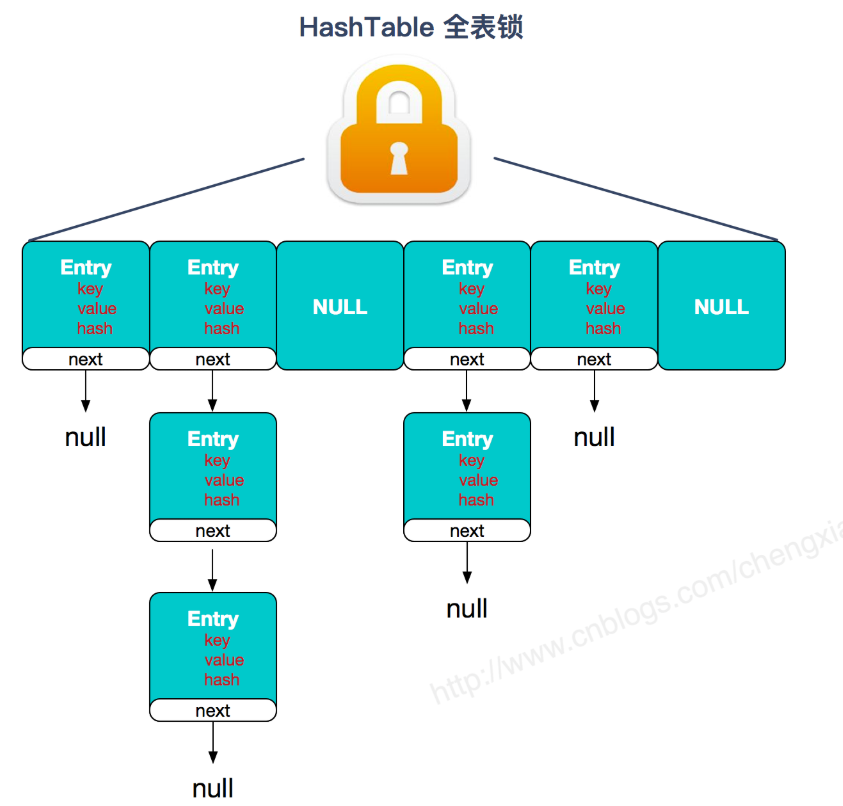 HashTable 全表锁
Entry
key
value
hash
next
Entry
key
value
hash
next
NULL
Entry
key
value
hash
next
Entry
key
value
hash
next
NULL
null
Entry
key
value
hash
next
Entry
key
value
hash
next
null
Entry
key
value
hash
next
null
null
http://www.cnblogs.com/chengxia